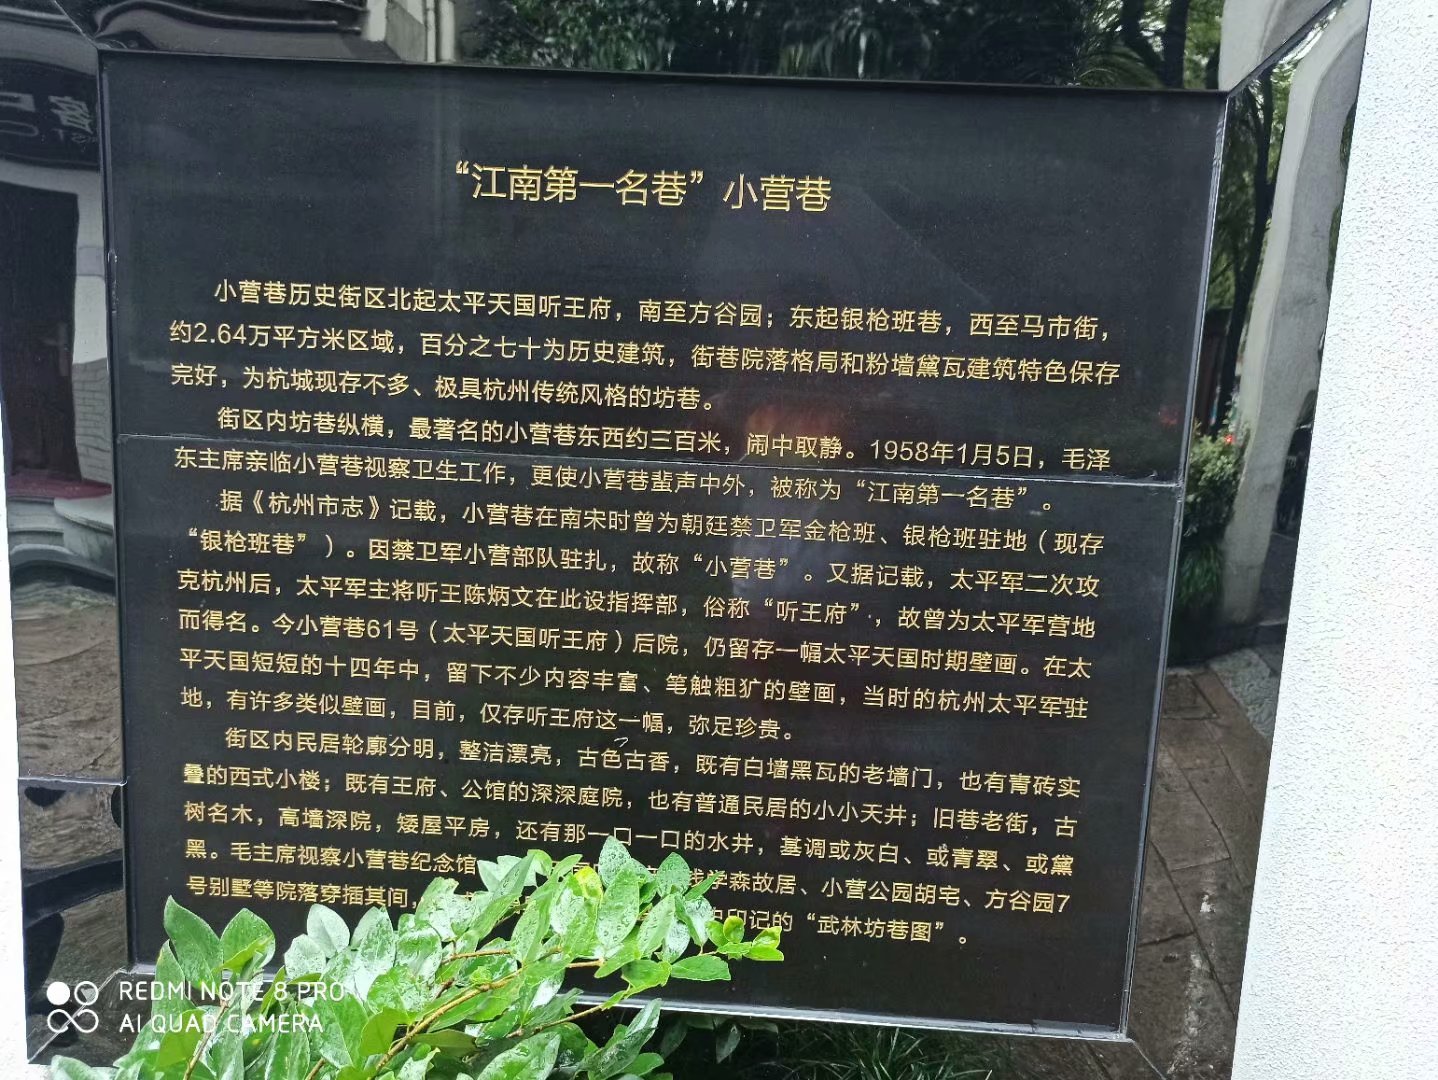 “江南第一名巷”小营巷
小营巷历史街区北起太平天国听王府，南至方谷园；东起银枪班巷，西至马市街，
约2.64万平方米区域，百分之七十为历史建筑，街巷院落格局和粉墙黛瓦建筑特色保存
完好，为杭城现存不多、极具杭州传统风格的坊巷。
街区内坊巷纵横，最著名的小营巷东西约三百米，闹中取静。1958年1月5日，毛泽
东主席亲临小营巷视察卫生工作，更使小营巷蜚声中外，被称为“江南第一名巷”。
据《杭州市志》记载，小营巷在南宋时曾为朝廷禁卫军金枪班、银枪班驻地（现存
“银枪班巷”）。因禁卫军小营部队驻扎，故称“小营巷”。又据记载，太平军二次攻
克杭州后，太平军主将听王陈炳文在此设指挥部，俗称“听王府”，故曾为太平军营地
而得名。今小营巷61号（太平天国听王府）后院，仍留存一幅太平天国时期壁画。在太
平天国短短的十四年中，留下不少内容丰富、笔触粗犷的壁画，当时的杭州太平军驻
地，有许多类似壁画，目前，仅存听王府这一幅，弥足珍贵。
街区内民居轮廓分明，整洁漂亮，古色古香，既有白墙黑瓦的老墙门，也有青砖实
叠的西式小楼；既有王府、公馆的深深庭院，也有普通民居的小小天井；旧巷老街，古
树名木，高墙深院，矮屋平房，还有那一口一口的水井，基调或灰白、或青翠、或黛
黑。毛主席视察小营巷纪念馆 学森故居、小营公园胡宅、方谷园7
号别墅等院落穿插其间， 印记的“武林坊巷图”。
REDMI NOTE 8 PRO
AI QUAD CAMERA